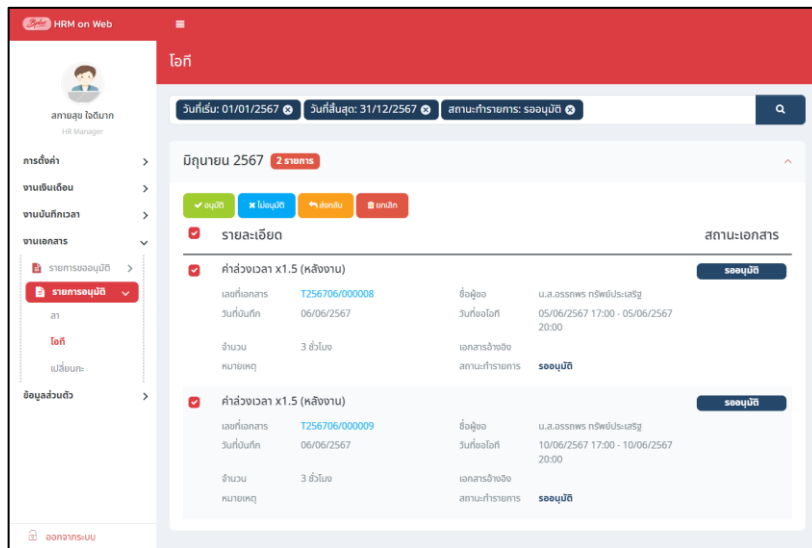 Bplus HRM on Web
โอที
สกายสุข ใจดีมาก
HR Manager
การตั้งค่า
งานเงินเดือน
งานบันทึกเวลา
งานเอกสาร
รายการขออนุมัติ
รายการอนุมัติ
ลา
โอที
เปลี่ยนกะ
ข้อมูลส่วนตัว
ออกจากระบบ
วันที่เริ่ม: 01/01/2567 วันที่สิ้นสุด: 31/12/2567 สถานะทำรายการ: รออนุมัติ
มิถุนายน 2567 2 รายการ
อนุมัติ ไม่อนุมัติ ส่งกลับ ยกเลิก
รายละเอียด สถานะเอกสาร
ค่าล่วงเวลา x1.5 (หลังงาน) รออนุมัติ
เลขที่เอกสาร T256706/000008 ชื่อผู้ขอ น.ส.อรรถพร ทรัพย์ประเสริฐ
วันที่บันทึก 06/06/2567 วันที่ขอโอที 05/06/2567 17:00 - 05/06/2567
20:00
จำนวน 3 ชั่วโมง เอกสารอ้างอิง
หมายเหตุ สถานะทำรายการ รออนุมัติ
ค่าล่วงเวลา x1.5 (หลังงาน) รออนุมัติ
เลขที่เอกสาร T256706/000009 ชื่อผู้ขอ น.ส.อรรถพร ทรัพย์ประเสริฐ
วันที่บันทึก 06/06/2567 วันที่ขอโอที 10/06/2567 17:00 - 10/06/2567
20:00
จำนวน 3 ชั่วโมง เอกสารอ้างอิง
หมายเหตุ สถานะทำรายการ รออนุมัติ